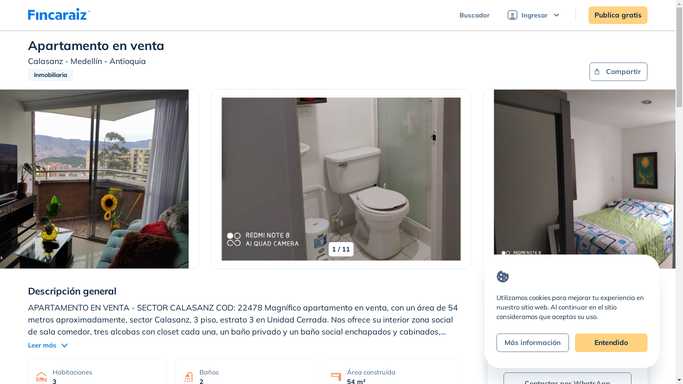 Fincaraiz
Buscador
Ingresar
Publica gratis
Apartamento en venta
Calasanz - Medellín - Antioquia
Inmobiliaria
Compartir
REDMI NOTE 8
AI QUAD CAMERA
1 / 11
REDMI NOTE 8
Descripción general
APARTAMENTO EN VENTA - SECTOR CALASANZ COD: 22478 Magnífico apartamento en venta, con un área de 54
metros aproximadamente, sector Calasanz, 3 piso, estrato 3 en Unidad Cerrada. Nos ofrece su interior zona social
de sala comedor, tres alcobas con closet cada una, un baño privado y un baño social enchapados y cabinados,...
Leer más
Habitaciones
3
Baños
2
Área construida
54 m²
Utilizamos cookies para mejorar tu experiencia en
nuestro sitio web. Al continuar en el sitio
consideramos que aceptas su uso.
Más información
Entendido
Contactar por WhatsApp